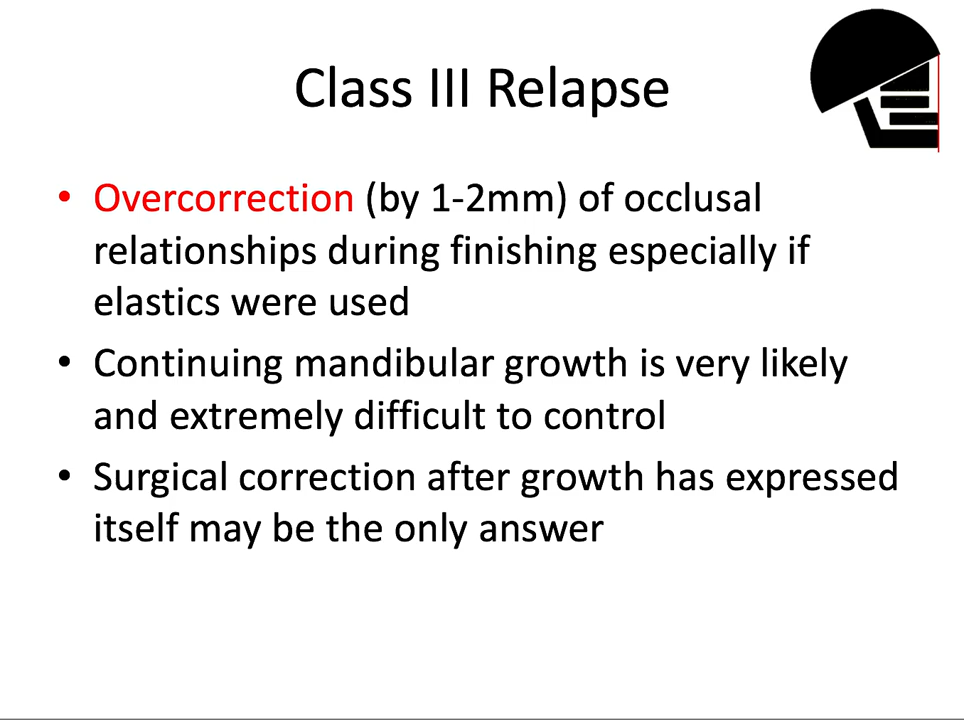 Class III Relapse
• Overcorrection (by 1-2mm) of occlusal
relationships during finishing especially if
elastics were used
• Continuing mandibular growth is very likely
and extremely difficult to control
• Surgical correction after growth has expressed
itself may be the only answer